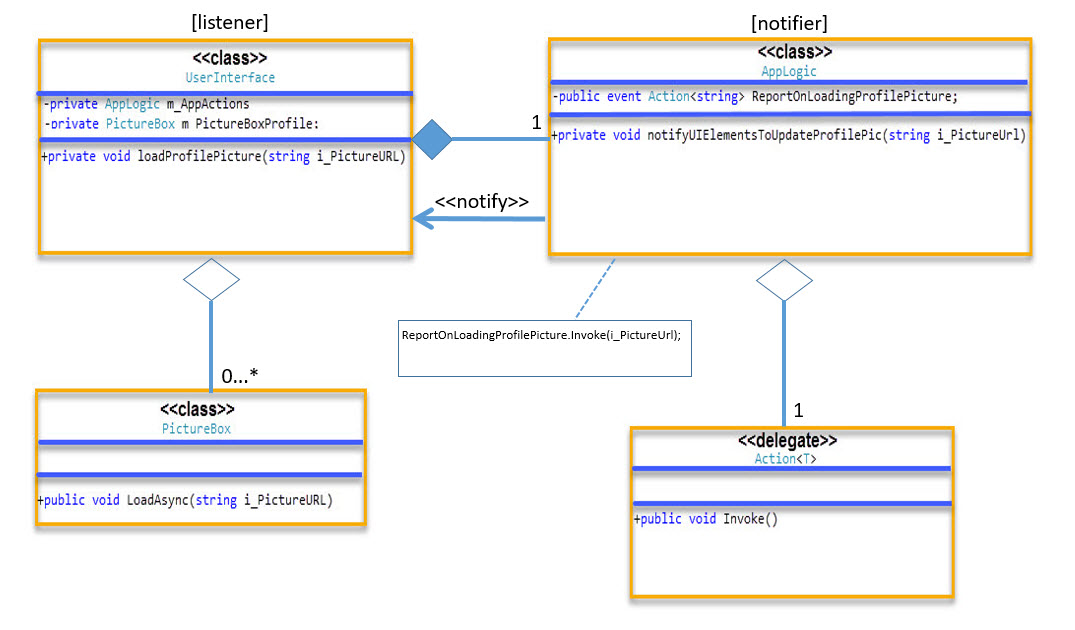 [listener]
<<class>>
UserInterface
-private AppLogic m_AppActions
-private PictureBox m PictureBoxProfile:
+private void loadProfilePicture(string i_PictureURL)
[notifier]
<<class>>
AppLogic
-public event Action<string> ReportOnLoadingProfilePicture;
+private void notifyUIElementsToUpdateProfilePic(string i_PictureUrl)
1
<<notify>>
ReportOnLoadingProfilePicture.Invoke(i_PictureUrl);
0...*
<<class>>
PictureBox
+public void LoadAsync(string i_PictureURL)
1
<<delegate>>
Action<T>
+public void Invoke()